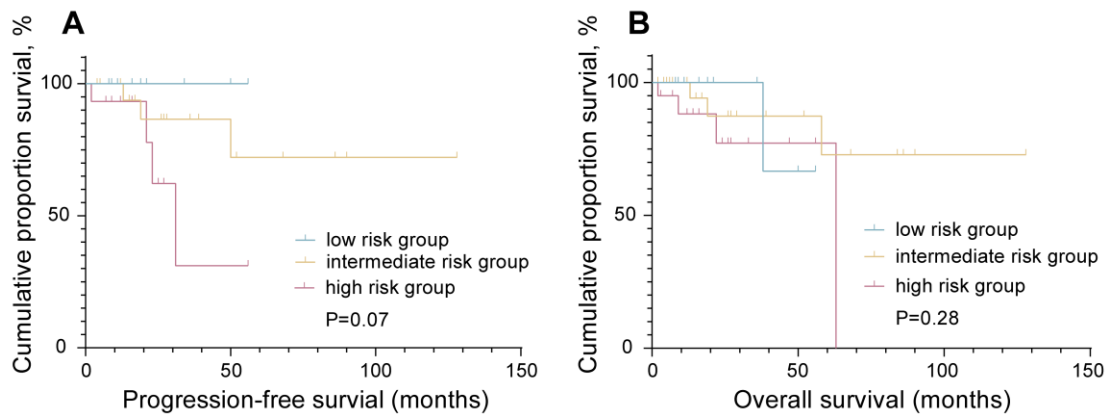 A
Cumulative proportion survial, %
100
50
0
low risk group
intermediate risk group
high risk group
P=0.07
0
50
100
150
Progression-free survial (months)
B
Cumulative proportion survial, %
100
50
0
low risk group
intermediate risk group
high risk group
P=0.28
0
50
100
150
Overall survival (months)